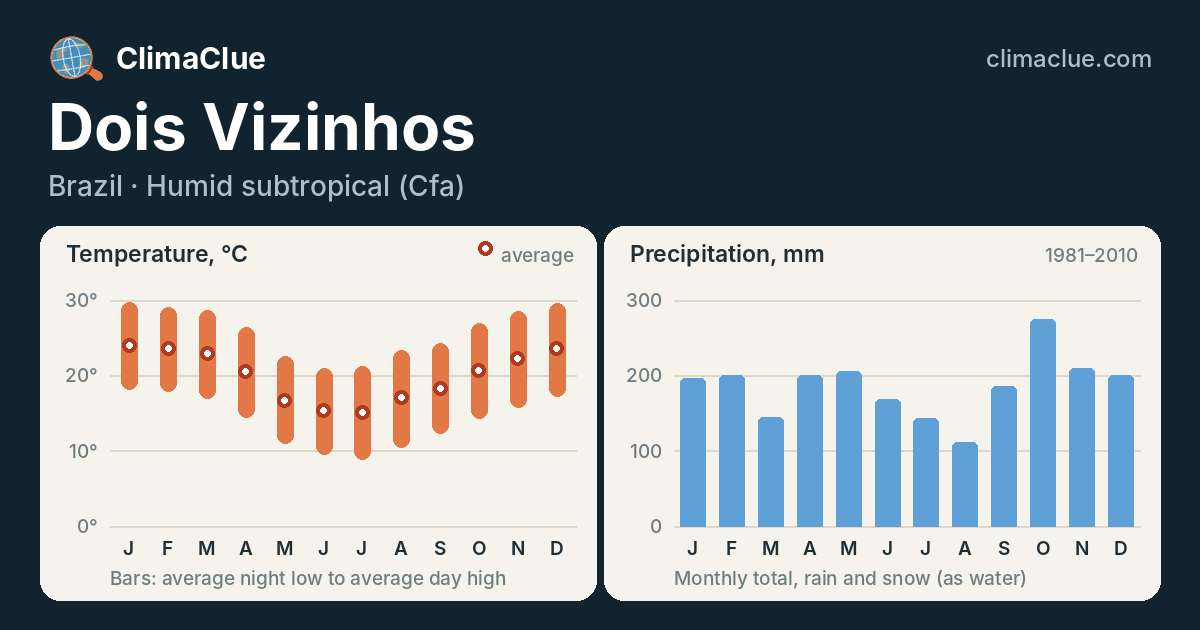 ClimaClue
climaclue.com
Dois Vizinhos
Brazil · Humid subtropical (Cfa)
Temperature, °C
average
30°
20°
10°
0°
J F M A M J J A S O N D
Bars: average night low to average day high
Precipitation, mm
1981–2010
300
200
100
0
J F M A M J J A S O N D
Monthly total, rain and snow (as water)